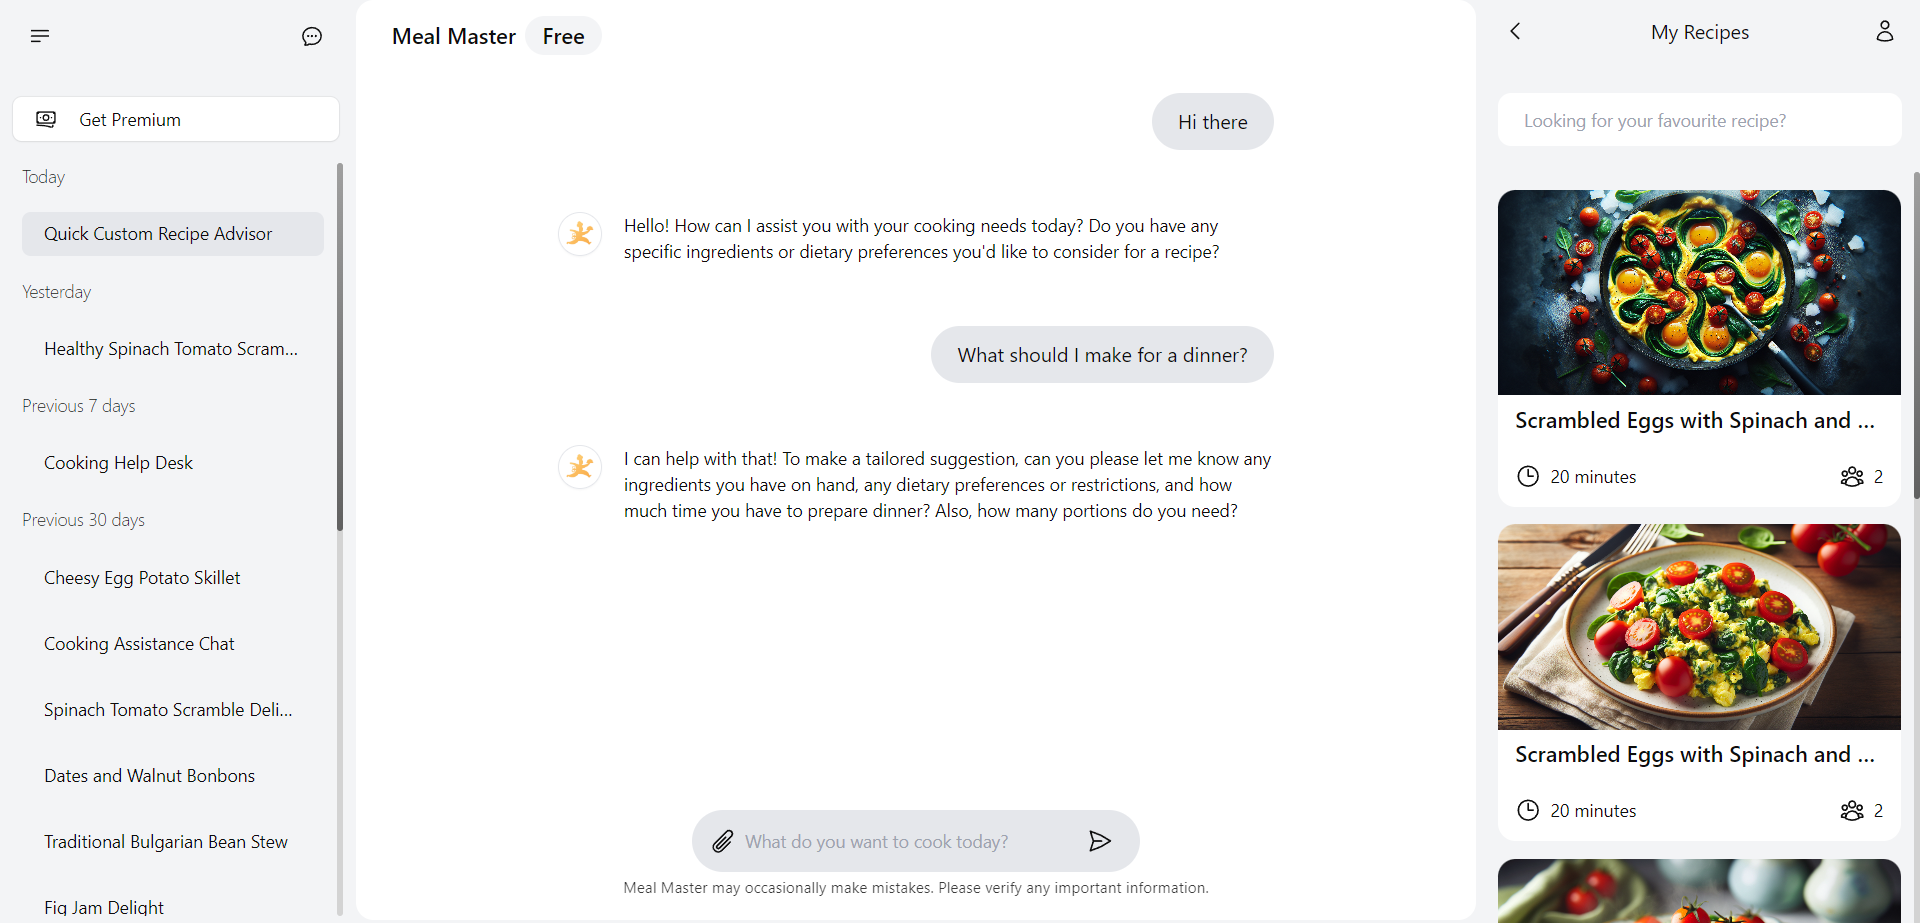 Get Premium
Today
Quick Custom Recipe Advisor
Yesterday
Healthy Spinach Tomato Scram...
Previous 7 days
Cooking Help Desk
Previous 30 days
Cheesy Egg Potato Skillet
Cooking Assistance Chat
Spinach Tomato Scramble Deli...
Dates and Walnut Bonbons
Traditional Bulgarian Bean Stew
Fig Jam Delight
Meal Master Free
Hi there
Hello! How can I assist you with your cooking needs today? Do you have any
specific ingredients or dietary preferences you'd like to consider for a recipe?
What should I make for a dinner?
I can help with that! To make a tailored suggestion, can you please let me know any
ingredients you have on hand, any dietary preferences or restrictions, and how
much time you have to prepare dinner? Also, how many portions do you need?
What do you want to cook today?
Meal Master may occasionally make mistakes. Please verify any important information.
My Recipes
Looking for your favourite recipe?
Scrambled Eggs with Spinach and ...
20 minutes 2
Scrambled Eggs with Spinach and ...
20 minutes 2